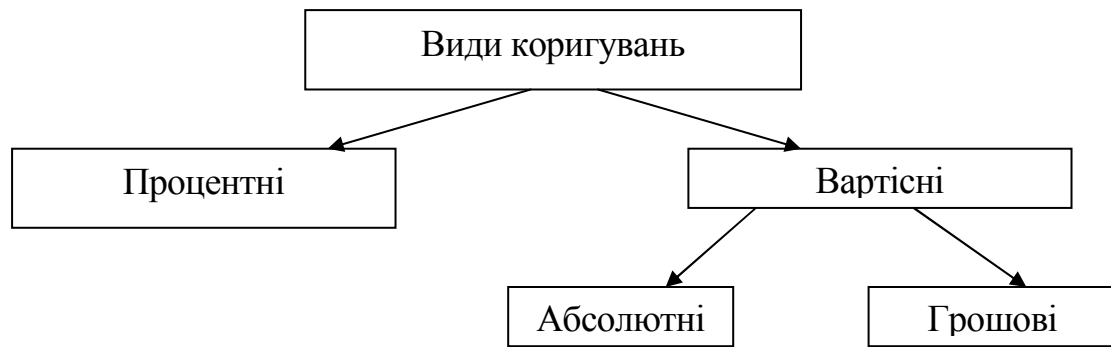 Види коригувань
Процентні
Вартісні
Абсолютні
Грошові